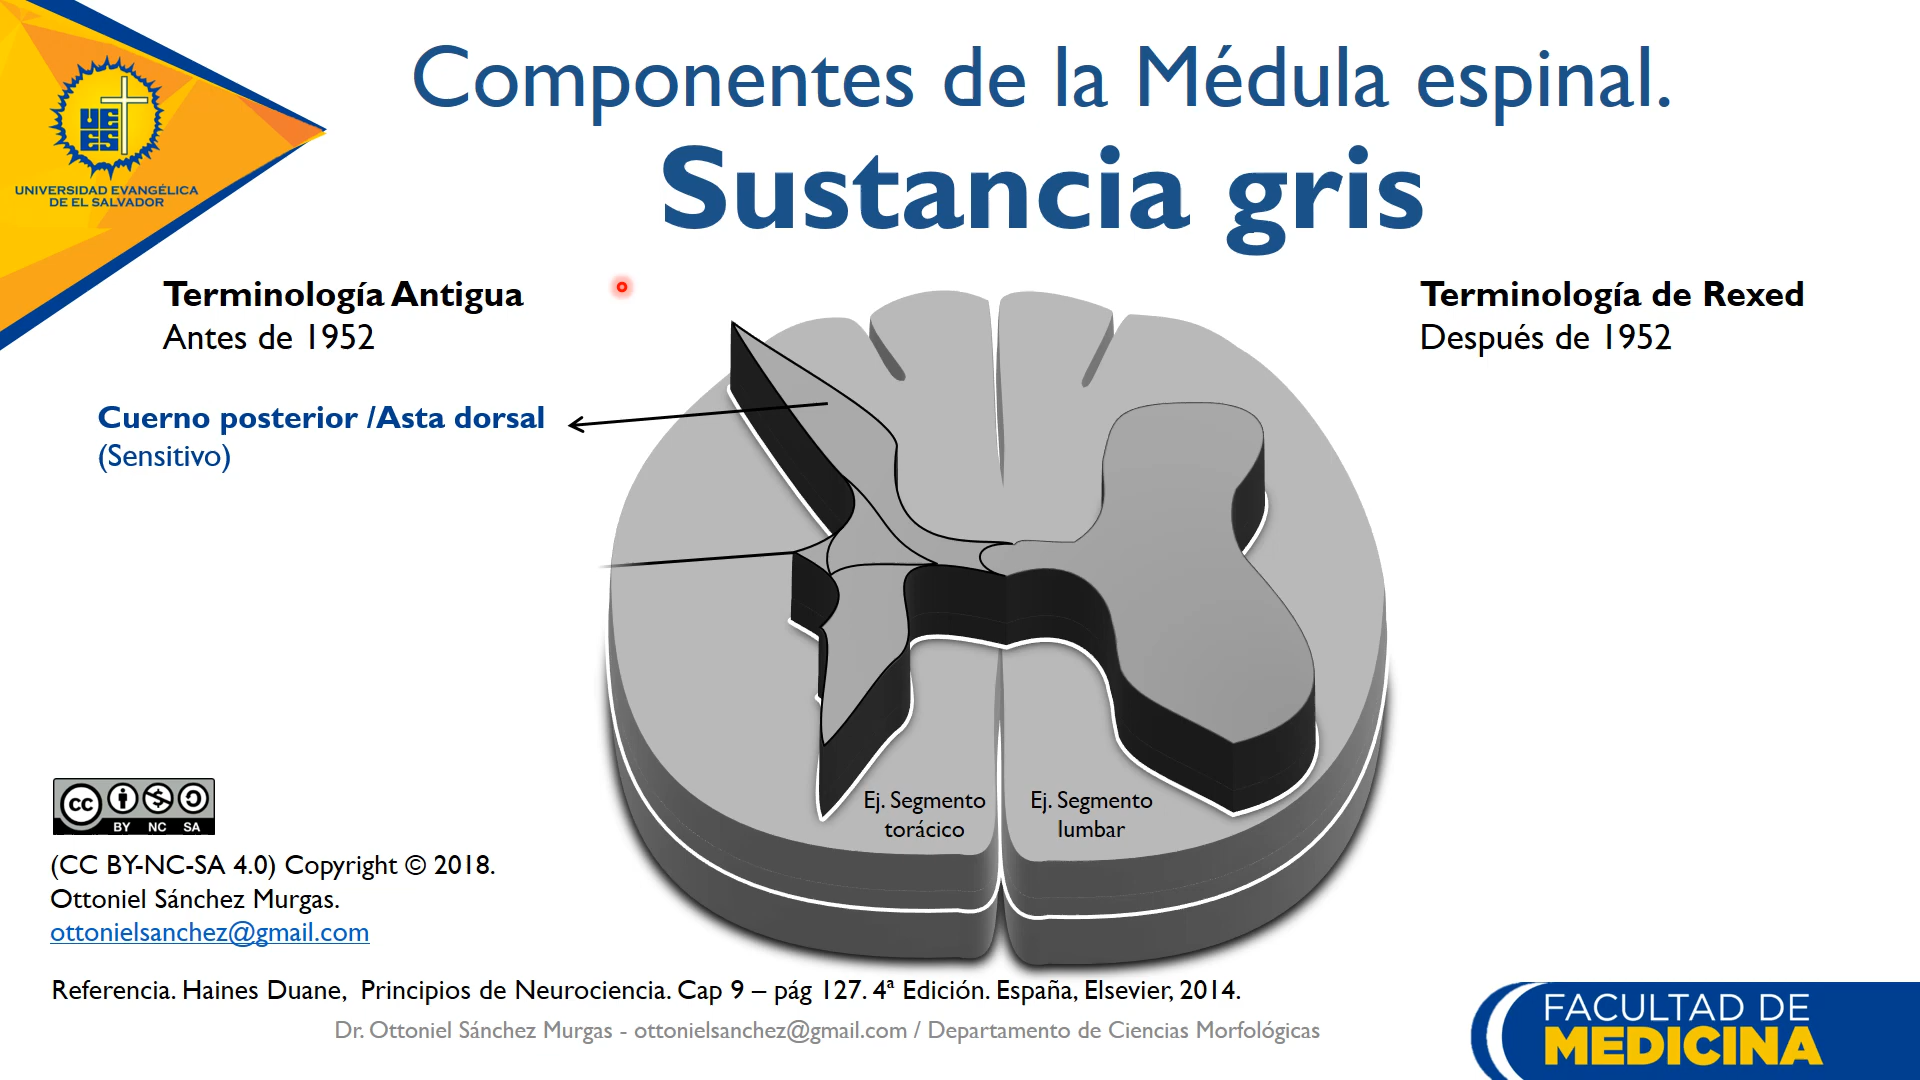 Componentes de la Médula espinal.
Sustancia gris
UE
ES
UNIVERSIDAD EVANGÉLICA
DE EL SALVADOR
Terminología Antigua
Antes de 1952
Terminología de Rexed
Después de 1952
Cuerno posterior /Asta dorsal
(Sensitivo)
Ej. Segmento
torácico
Ej. Segmento
lumbar
cc
BY NC SA
(CC BY-NC-SA 4.0) Copyright © 2018.
Ottoniel Sánchez Murgas.
ottonielsanchez@gmail.com
Referencia. Haines Duane, Principios de Neurociencia. Cap 9 – pág 127. 4ª Edición. España, Elsevier, 2014.
Dr. Ottoniel Sánchez Murgas - ottonielsanchez@gmail.com / Departamento de Ciencias Morfológicas
FACULTAD DE
MEDICINA